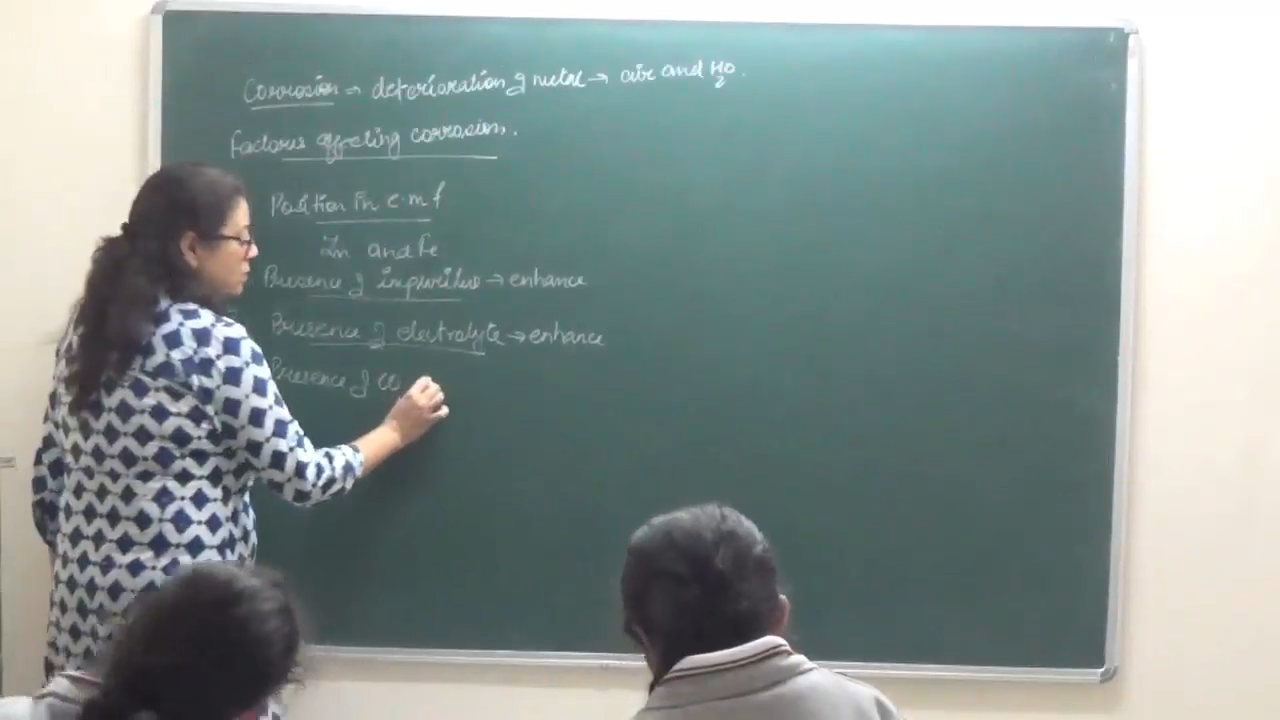 Corrosion → deterioration of metal → air and H2O.
Factors affecting corrosion.
Position in e.m.f
Zn and Fe
Presence of impurities → enhance
Presence of electrolyte → enhance
Presence of CO